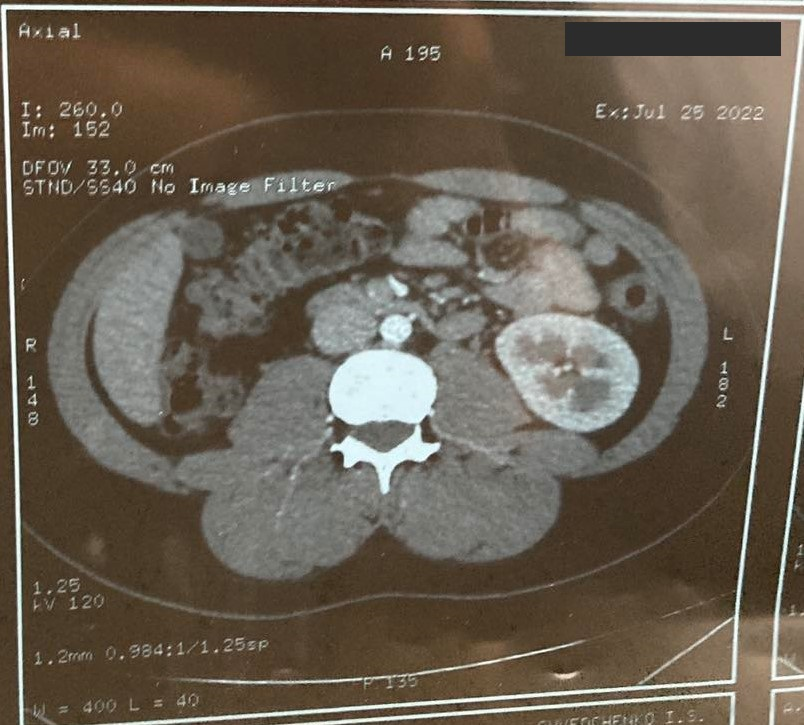 Axial
A 195
I: 260.0
Im: 152
Ex:Jul 25 2022
DFOV 33.0 cm
STND/SS40 No Image Filter
R
148
L
182
1.25
kV 120
1.2mm 0.984:1/1.25sp
P 135
W = 400 L = 40
I.S.